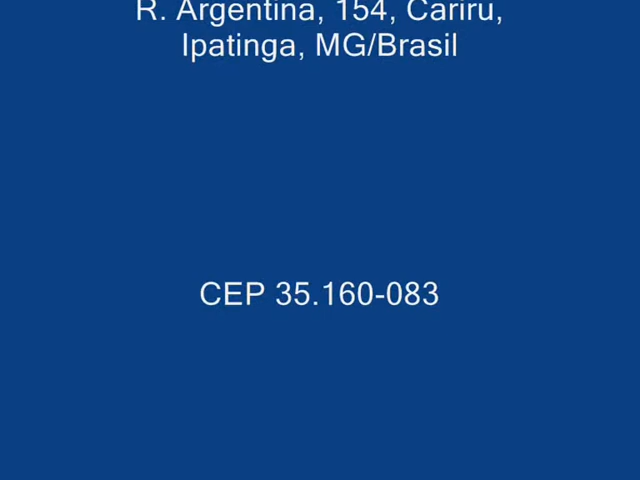 R. Argentina, 154, Cariru,
Ipatinga, MG/Brasil
CEP 35.160-083